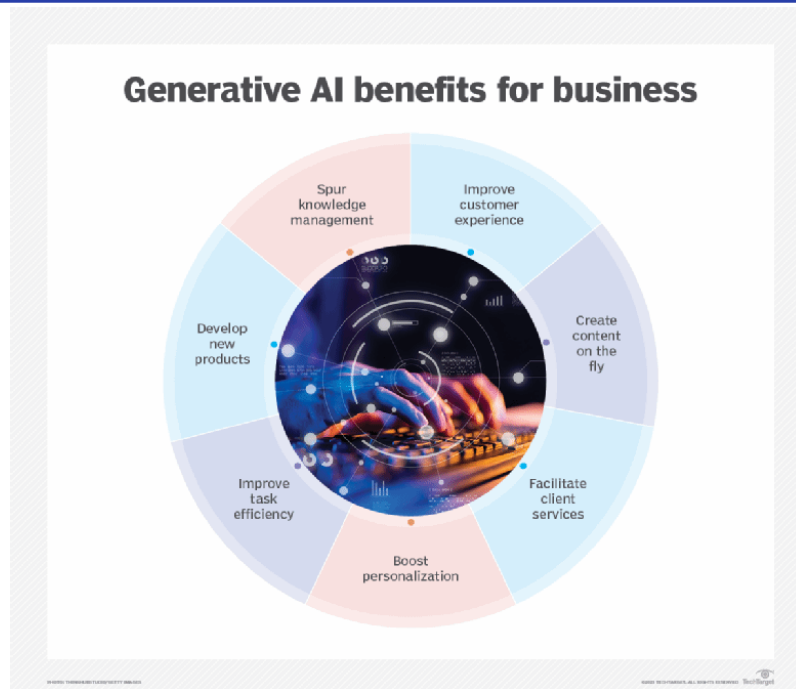 Generative AI benefits for business
Improve
customer
experience
Create
content
on the
fly
Facilitate
client
services
Boost
personalization
Improve
task
efficiency
Develop
new
products
Spur
knowledge
management
TechTarget